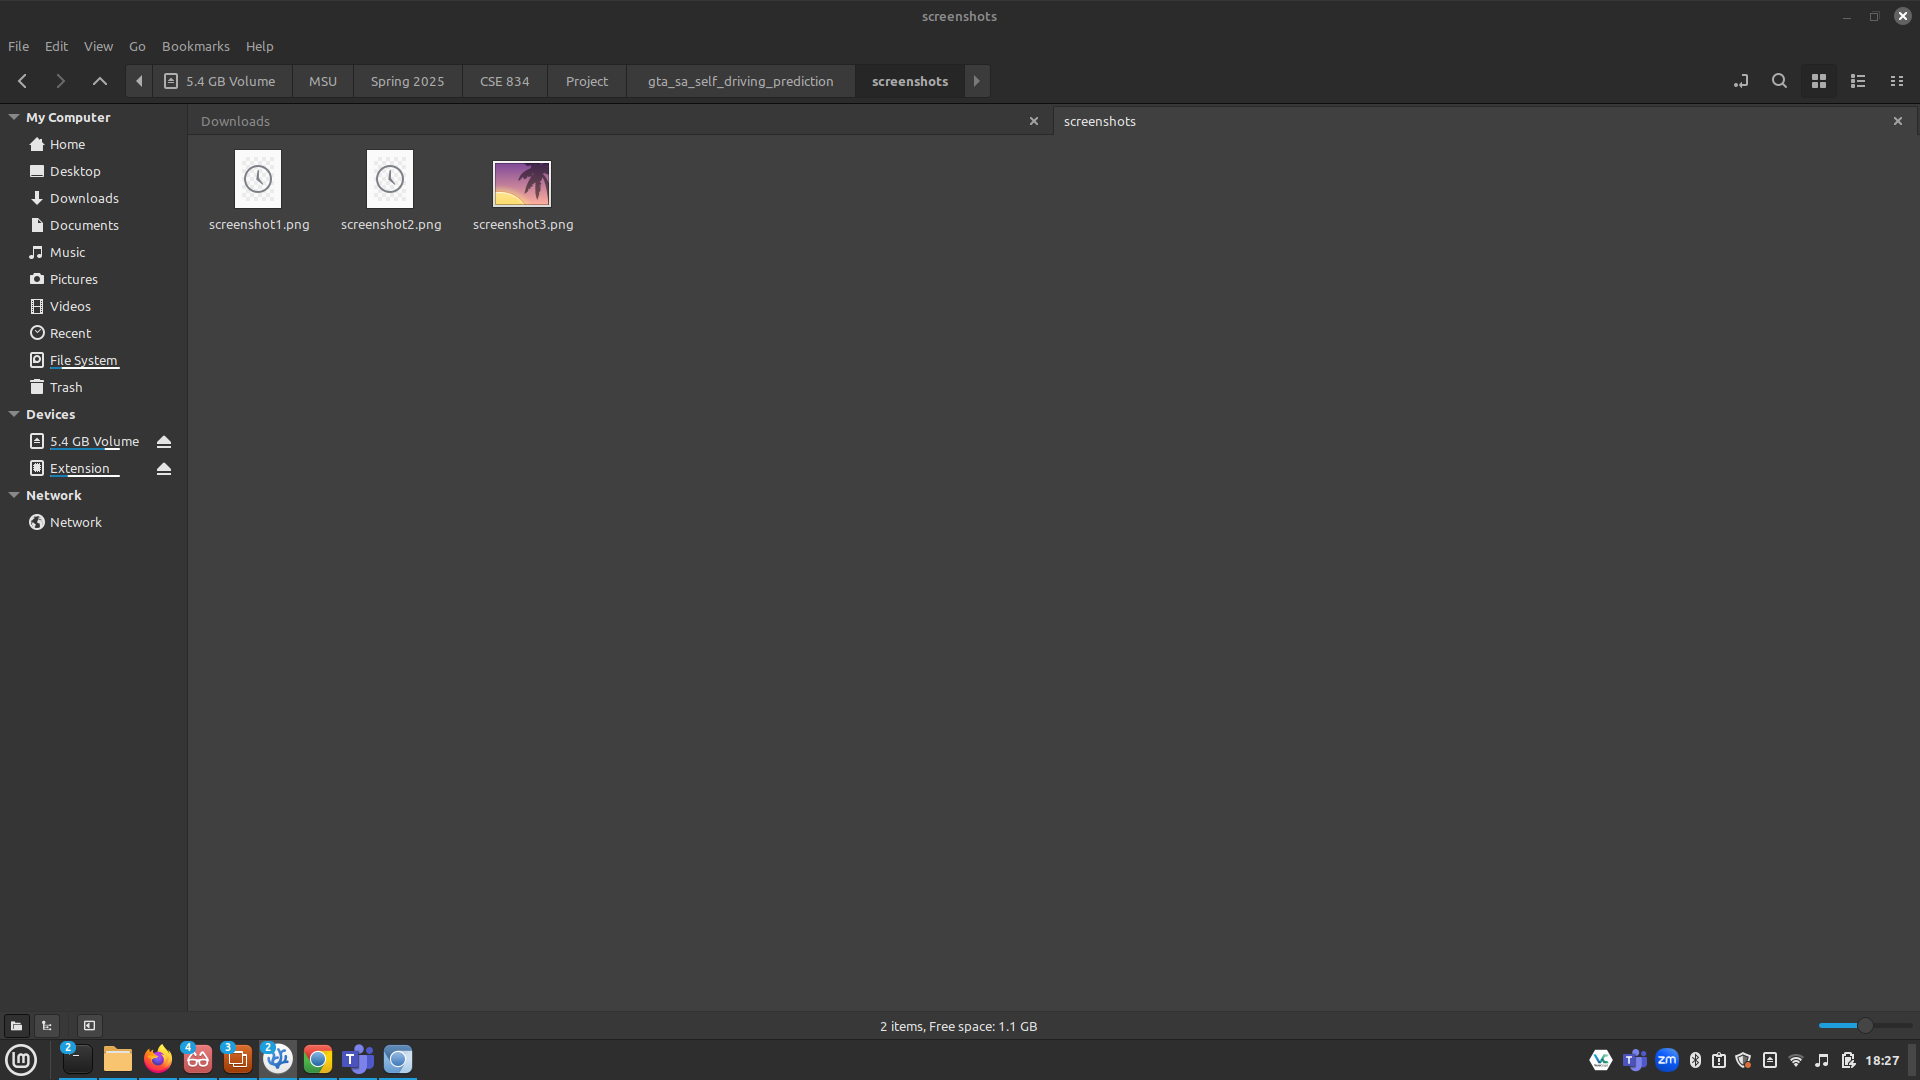 screenshots
File Edit View Go Bookmarks Help
5.4 GB Volume MSU Spring 2025 CSE 834 Project gta_sa_self_driving_prediction screenshots
My Computer
Home
Desktop
Downloads
Documents
Music
Pictures
Videos
Recent
File System
Trash
Devices
5.4 GB Volume
Extension
Network
Network
Downloads
screenshots
screenshot1.png screenshot2.png screenshot3.png
2 items, Free space: 1.1 GB
2 4 3 2 T VC T zm 18:27